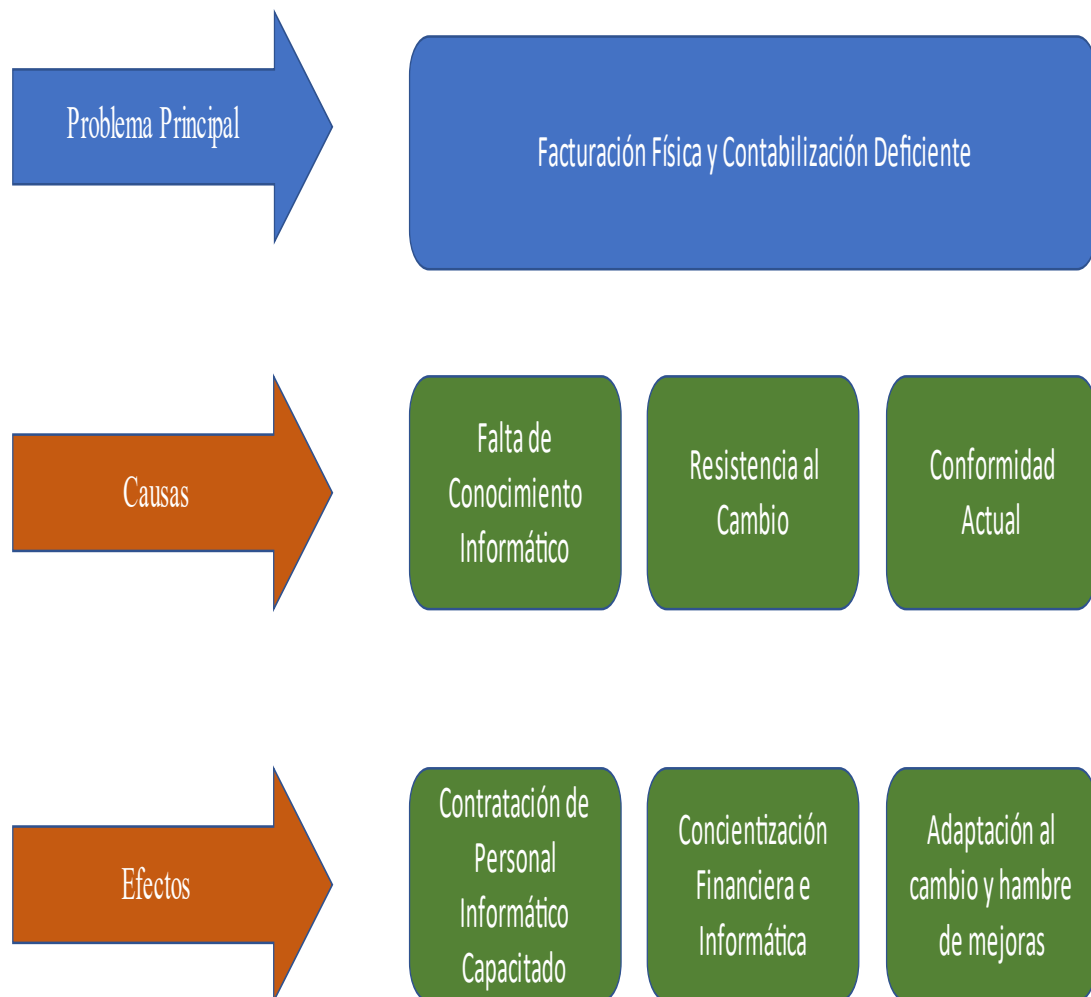 Problema Principal
Facturación Física y Contabilización Deficiente
Causas
Falta de
Conocimiento
Informático
Resistencia al
Cambio
Conformidad
Actual
Efectos
Contratación de
Personal
Informático
Capacitado
Concientización
Financiera e
Informática
Adaptación al
cambio y hambre
de mejoras